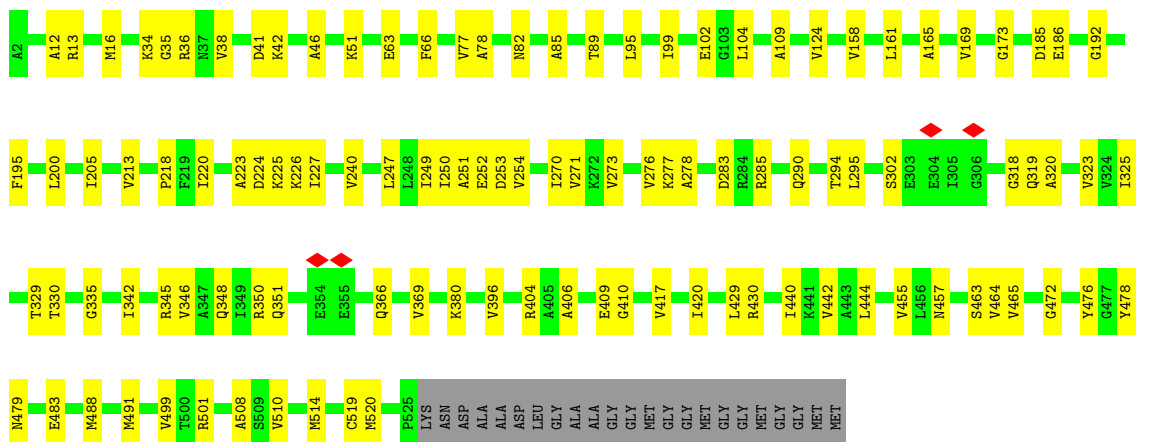 A2 A12 R13 M16 K34 G35 R36 N37 V38 D41 K42 A46 K51 E63 F66 V77 A78 N82 A85 T89 L95 I99 E102 G103 L104 A109 V124 V158 L161 A165 V169 G173 D185 E186 G192
F195 L200 I205 V213 P218 F219 I220 A223 D224 K225 K226 I227 V240 L247 L248 I249 I250 A251 E252 D253 V254 I270 V271 K272 V273 V276 K277 A278 D283 R284 R285 Q290 T294 L295 S302 E303 E304 I305 G306 G318 Q319 A320 V323 V324 I325
T329 T330 G335 I342 R345 V346 A347 Q348 I349 R350 Q351 E354 E355 Q366 V369 K380 V396 R404 A405 A406 E409 G410 V417 I420 L429 R430 I440 K441 V442 A443 L444 V455 L456 N457 S463 V464 V465 G472 Y476 G477 Y478
N479 E483 M488 M491 V499 T500 R501 A508 S509 V510 M514 C519 M520 P525 LYS ASN ASP ALA ALA ASP LEU GLY ALA ALA GLY GLY MET GLY GLY MET GLY GLY GLY GLY MET MET